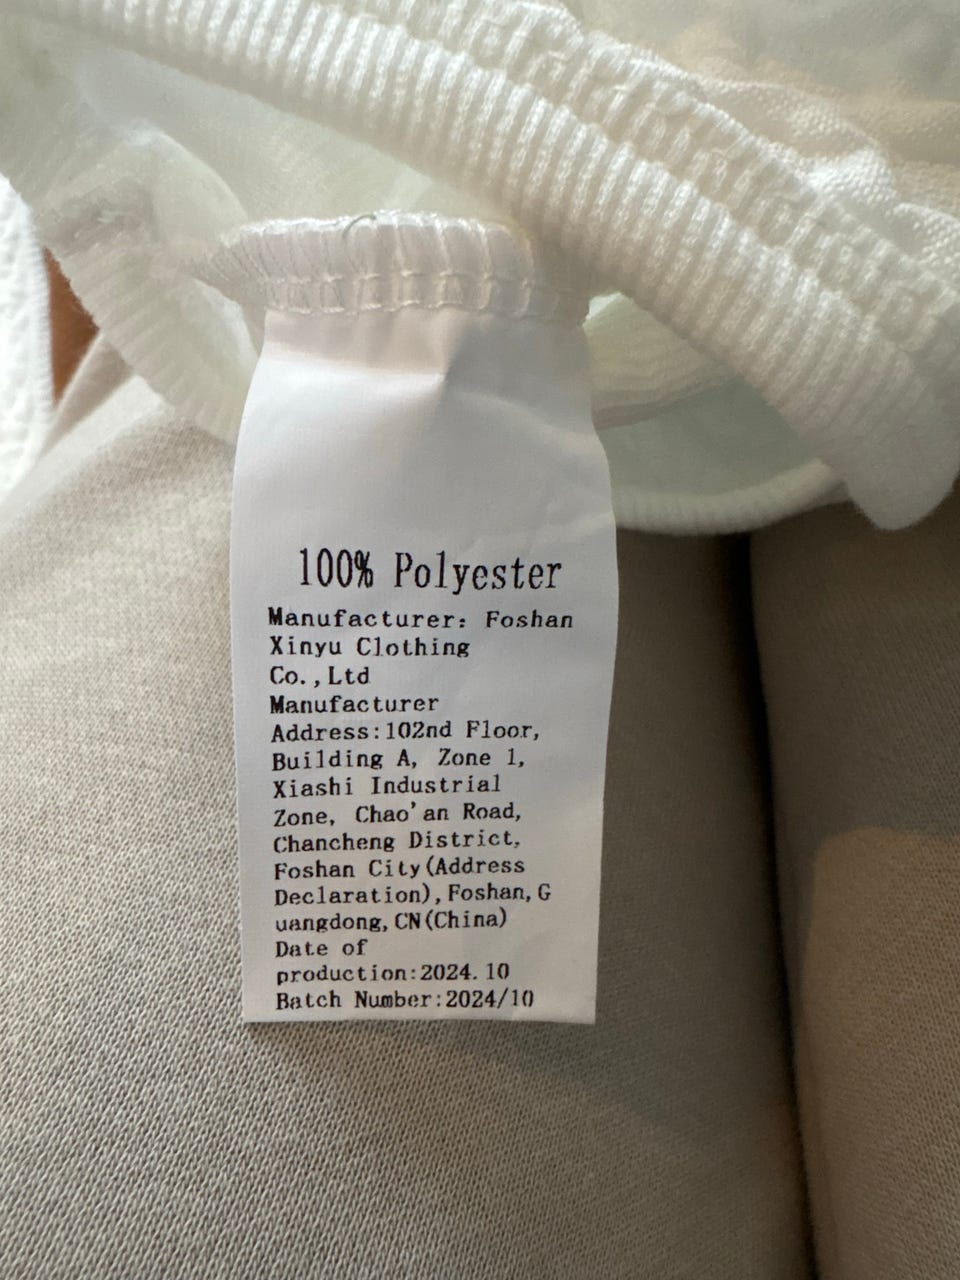 100% Polyester
Manufacturer: Foshan
Xinyu Clothing
Co.,Ltd
Manufacturer
Address:102nd Floor,
Building A, Zone 1,
Xiashi Industrial
Zone, Chao'an Road,
Chancheng District,
Foshan City(Address
Declaration),Foshan,G
uangdong,CN(China)
Date of
production:2024.10
Batch Number:2024/10